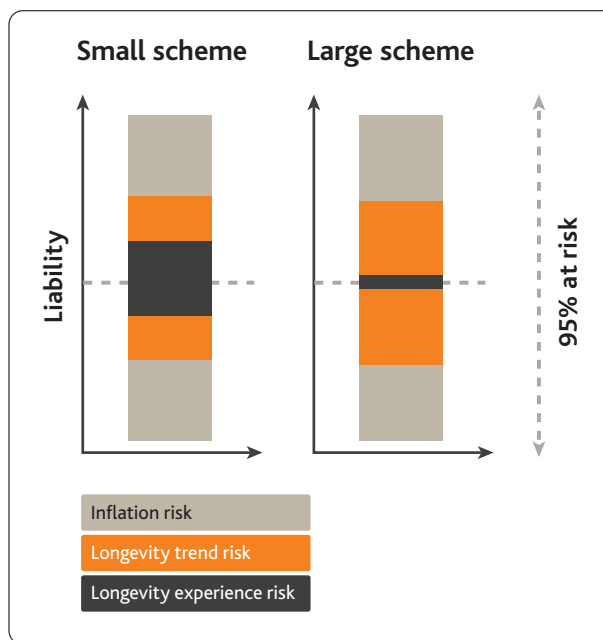 Small scheme
Large scheme
Liability
95% at risk
Inflation risk
Longevity trend risk
Longevity experience risk